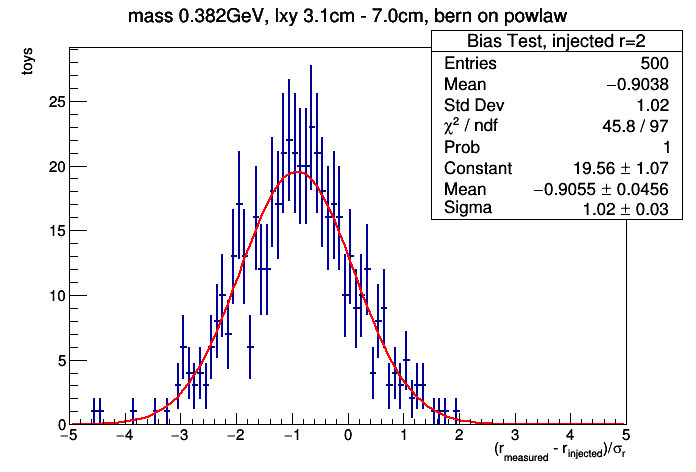 mass 0.382GeV, lxy 3.1cm - 7.0cm, bern on powlaw
Bias Test, injected r=2
Entries 500
Mean −0.9038
Std Dev 1.02
χ² / ndf 45.8 / 97
Prob 1
Constant 19.56 ± 1.07
Mean −0.9055 ± 0.0456
Sigma 1.02 ± 0.03
toys
25
20
15
10
5
0
−5 −4 −3 −2 −1 0 1 2 3 4 5
(r_measured - r_injected)/σ_r